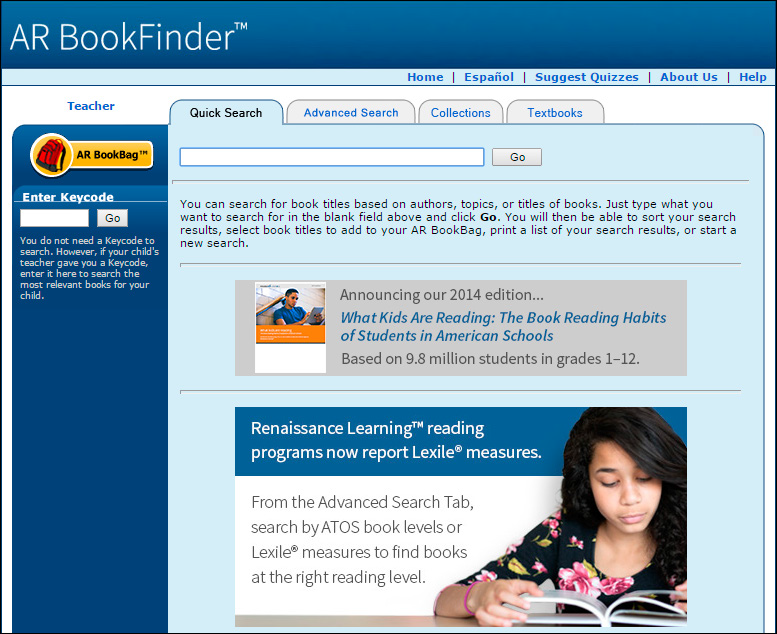 AR BookFinder™
Home | Español | Suggest Quizzes | About Us | Help
Teacher
Quick Search
Advanced Search
Collections
Textbooks
AR BookBag™
Enter Keycode
Go
You do not need a Keycode to
search. However, if your child's
teacher gave you a Keycode,
enter it here to search the
most relevant books for your
child.
Go
You can search for book titles based on authors, topics, or titles of books. Just type what you
want to search for in the blank field above and click Go. You will then be able to sort your search
results, select book titles to add to your AR BookBag, print a list of your search results, or start a
new search.
Announcing our 2014 edition...
What Kids Are Reading: The Book Reading Habits
of Students in American Schools
Based on 9.8 million students in grades 1–12.
Renaissance Learning™ reading
programs now report Lexile® measures.
From the Advanced Search Tab,
search by ATOS book levels or
Lexile® measures to find books
at the right reading level.